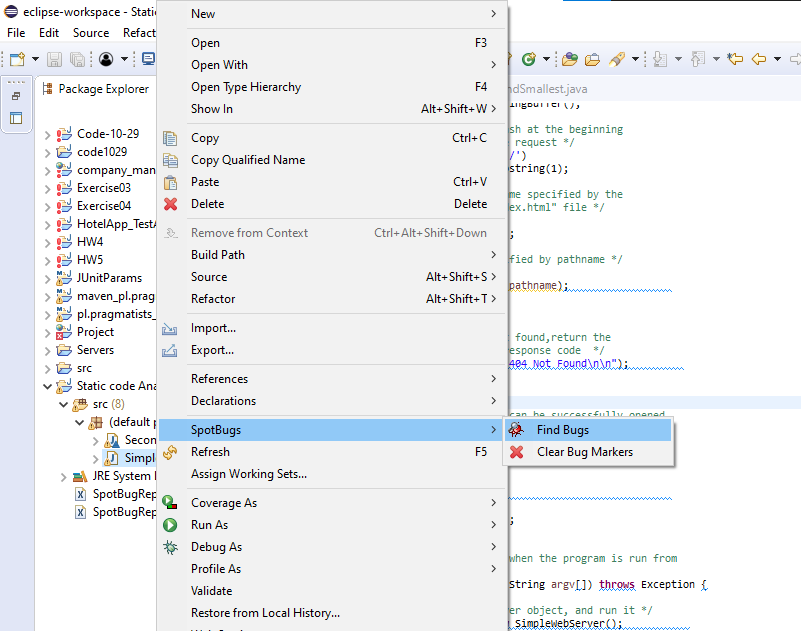 eclipse-workspace - Static
File Edit Source Refact
Package Explorer
Code-10-29
code1029
company_man
Exercise03
Exercise04
HotelApp_TestA
HW4
HW5
JUnitParams
maven_pl.prag
pl.pragmatists_
Project
Servers
src
Static code Ana
src (8)
(default p
Secon
Simpl
JRE System L
SpotBugRep
SpotBugRep
New
Open F3
Open With
Open Type Hierarchy F4
Show In Alt+Shift+W
Copy Ctrl+C
Copy Qualified Name
Paste Ctrl+V
Delete Delete
Remove from Context Ctrl+Alt+Shift+Down
Build Path
Source Alt+Shift+S
Refactor Alt+Shift+T
Import...
Export...
References
Declarations
SpotBugs
Refresh F5
Assign Working Sets...
Coverage As
Run As
Debug As
Profile As
Validate
Restore from Local History...
Find Bugs
Clear Bug Markers
ndSmallest.java
ingBuffer();
sh at the beginning
request */
/')
ostring(1);
me specified by the
ex.html" file */
;
fied by pathname */
pathname);
found,return the
esponse code */
404 Not Found\n\n");
can be successfully opened
;
when the program is run from
String argv[]) throws Exception {
er object, and run it */
SimpleWebServer();